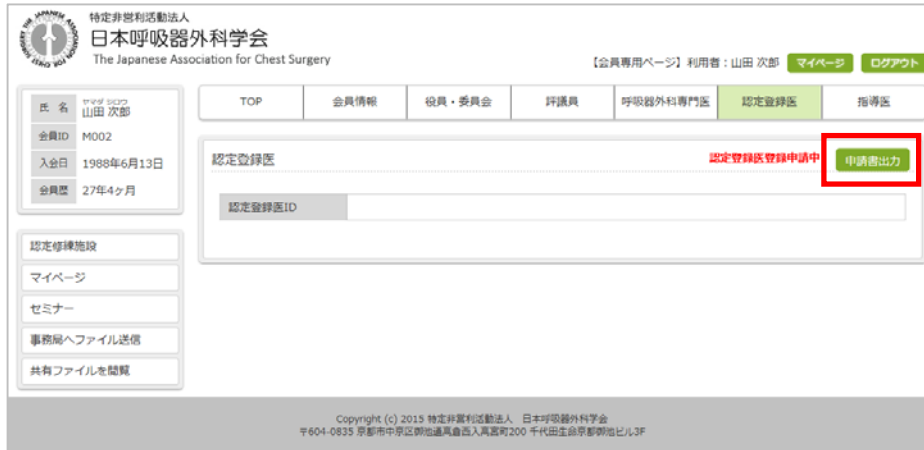 THE JAPANESE ASSOCIATION FOR CHEST SURGERY
特定非営利活動法人
日本呼吸器外科学会
The Japanese Association for Chest Surgery
【会員専用ページ】利用者：山田 次郎 マイページ ログアウト
氏 名 ヤマダ ジロウ
山田 次郎
会員ID M002
入会日 1988年6月13日
会員歴 27年4ヶ月
TOP 会員情報 役員・委員会 評議員 呼吸器外科専門医 認定登録医 指導医
認定登録医 認定登録医登録申請中 申請書出力
認定登録医ID
認定修練施設
マイページ
セミナー
事務局へファイル送信
共有ファイルを閲覧
Copyright (c) 2015 特定非営利活動法人 日本呼吸器外科学会
〒604-0835 京都市中京区御池通高倉西入高宮町200 千代田生命京都御池ビル3F